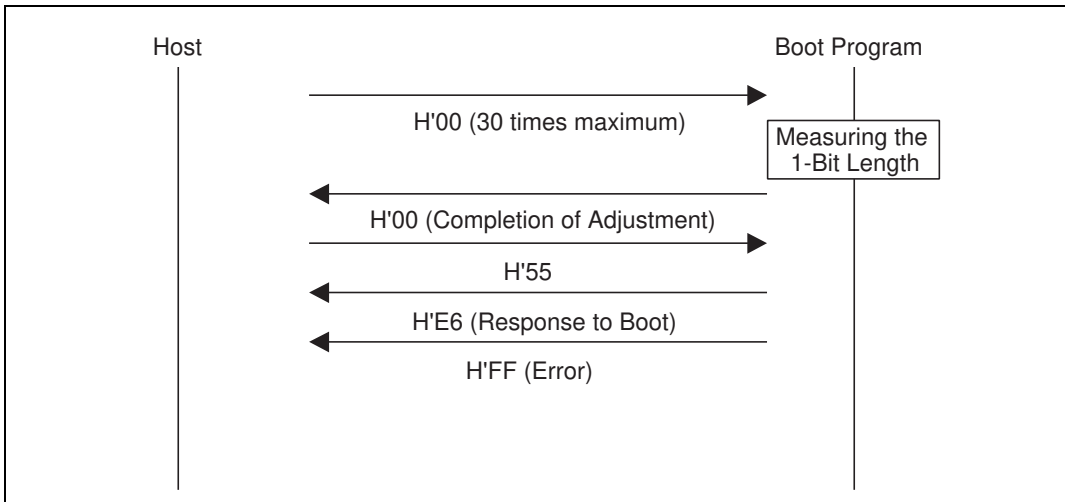 Host
Boot Program
H'00 (30 times maximum)
Measuring the
1-Bit Length
H'00 (Completion of Adjustment)
H'55
H'E6 (Response to Boot)
H'FF (Error)